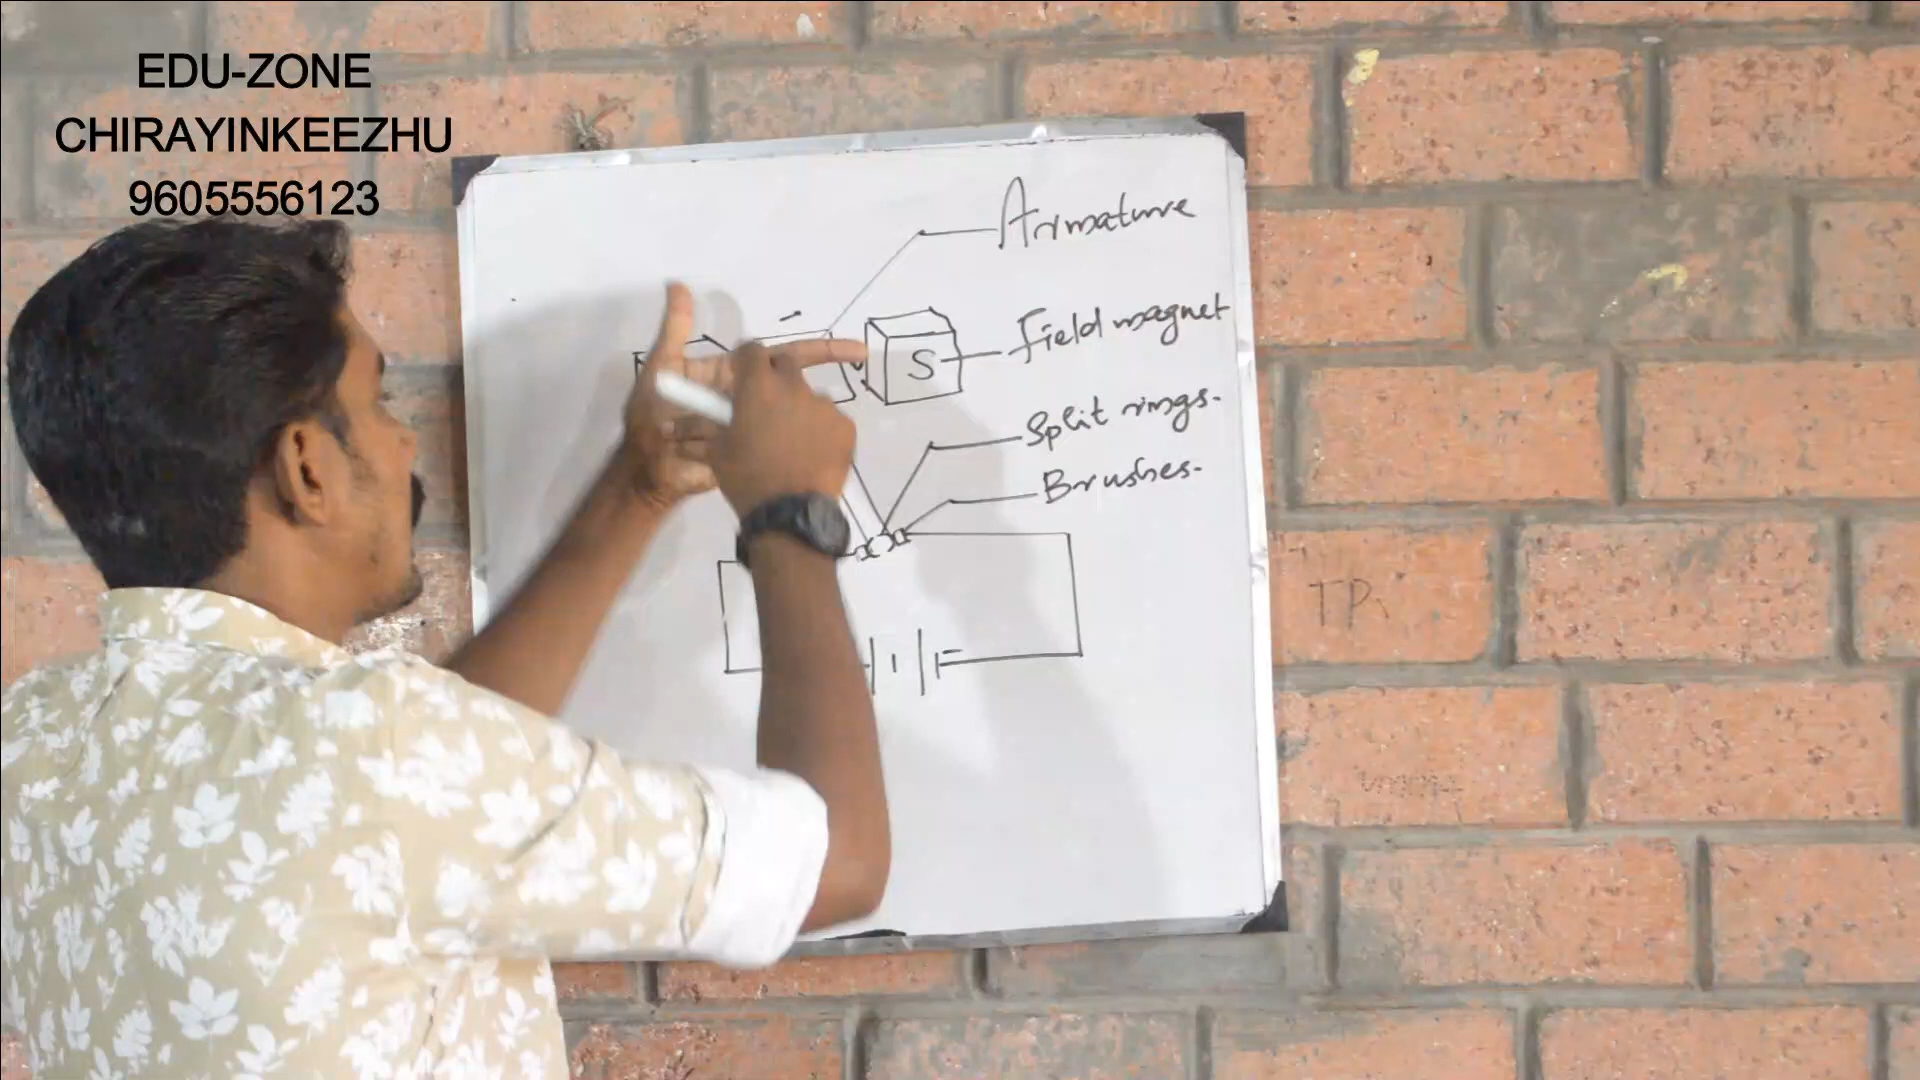 EDU-ZONE
CHIRAYINKEEZHU
9605556123
Armature
Field magnet
S
Split rings.
Brushes.
TP